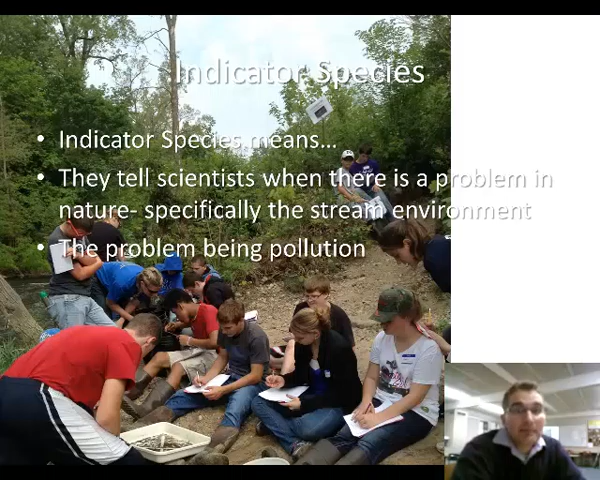 Indicator Species
• Indicator Species means...
• They tell scientists when there is a problem in
nature- specifically the stream environment
• The problem being pollution